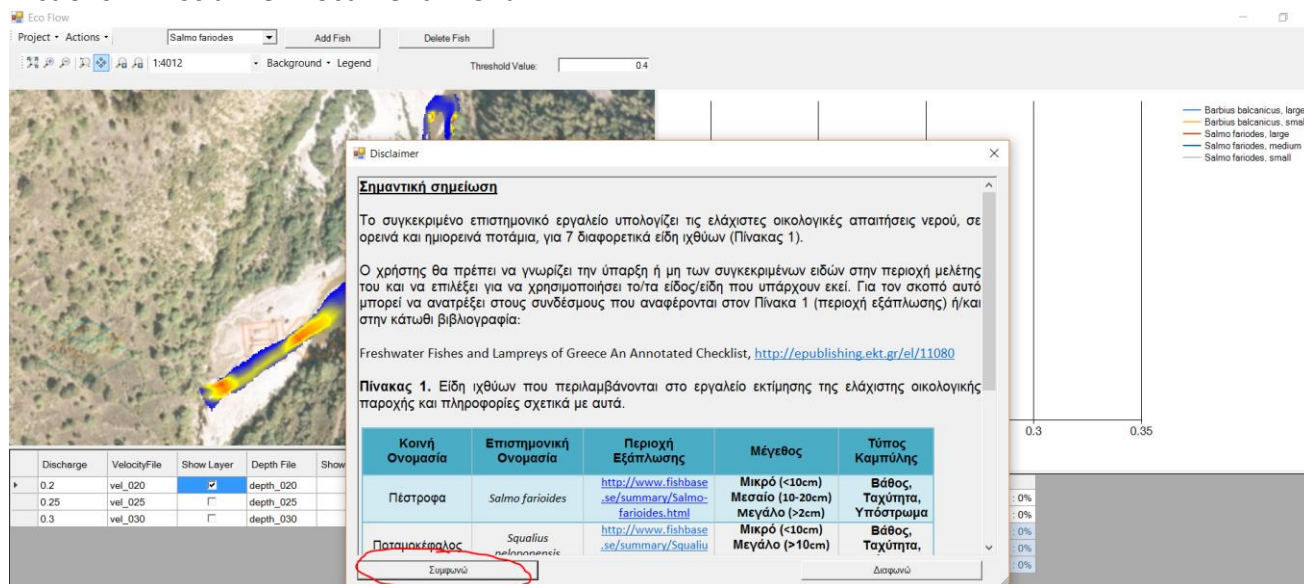 Eco Flow
Project Actions Salmo fariodes Add Fish Delete Fish
1:4012 Background Legend Threshold Value: 0.4
Barbius balcanicus, large
Barbius balcanicus, smal
Salmo fariodes, large
Salmo fariodes, medium
Salmo fariodes, small
Disclaimer
Σημαντική σημείωση
Το συγκεκριμένο επιστημονικό εργαλείο υπολογίζει τις ελάχιστες οικολογικές απαιτήσεις νερού, σε
ορεινά και ημιορεινά ποτάμια, για 7 διαφορετικά είδη ιχθύων (Πίνακας 1).
Ο χρήστης θα πρέπει να γνωρίζει την ύπαρξη ή μη των συγκεκριμένων ειδών στην περιοχή μελέτης
του και να επιλέξει για να χρησιμοποιήσει το/τα είδος/είδη που υπάρχουν εκεί. Για τον σκοπό αυτό
μπορεί να ανατρέξει στους συνδέσμους που αναφέρονται στον Πίνακα 1 (περιοχή εξάπλωσης) ή/και
στην κάτωθι βιβλιογραφία:
Freshwater Fishes and Lampreys of Greece An Annotated Checklist, http://epublishing.ekt.gr/el/11080
Πίνακας 1. Είδη ιχθύων που περιλαμβάνονται στο εργαλείο εκτίμησης της ελάχιστης οικολογικής
παροχής και πληροφορίες σχετικά με αυτά.
Κοινή Ονομασία
Επιστημονική Ονομασία
Περιοχή Εξάπλωσης
Μέγεθος
Τύπος Καμπύλης
Πέστροφα
Salmo farioides
http://www.fishbase
.se/summary/Salmo-
farioides.html
Μικρό (<10cm)
Μεσαίο (10-20cm)
Μεγάλο (>2cm)
Βάθος,
Ταχύτητα,
Υπόστρωμα
Ποταμοκέφαλος
Squalius
peloponensis
http://www.fishbase
.se/summary/Squaliu
Μικρό (<10cm)
Μεγάλο (>10cm)
Βάθος,
Ταχύτητα,
Συμφωνώ
Διαφωνώ
0.3 0.35
Discharge VelocityFile Show Layer Depth File Show
0.2 vel_020 depth_020
0.25 vel_025 depth_025
0.3 vel_030 depth_030
: 0%
: 0%
: 0%
: 0%
: 0%